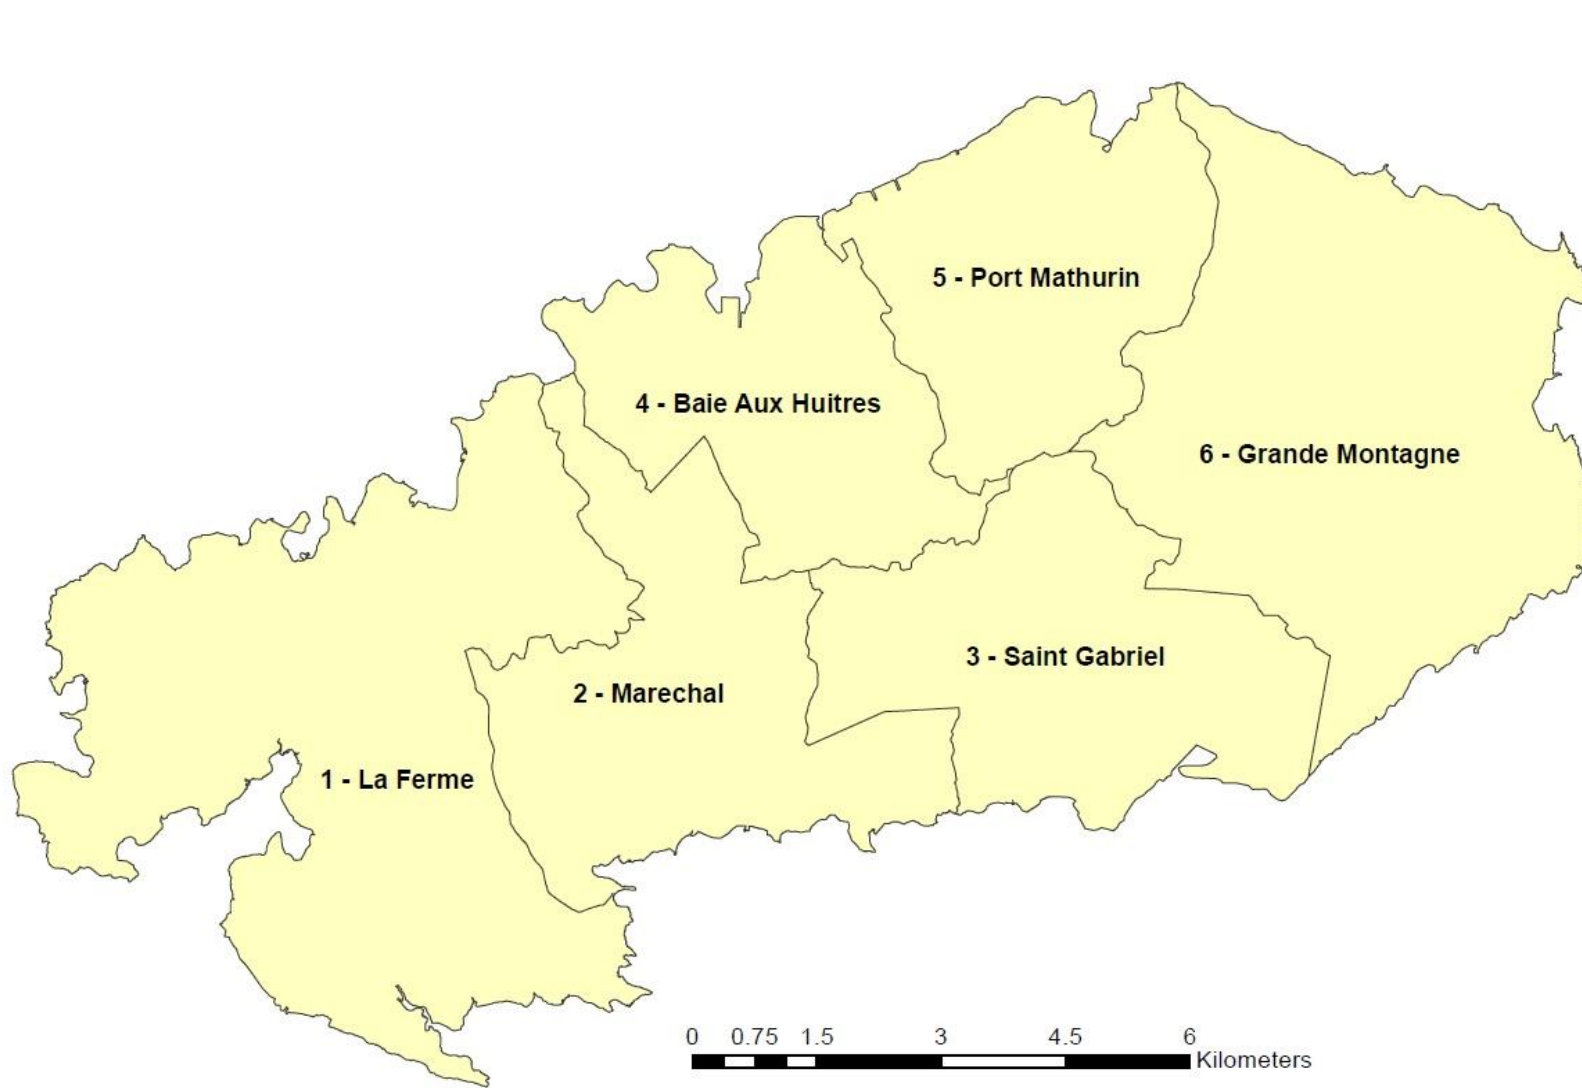 5 - Port Mathurin
4 - Baie Aux Huitres
6 - Grande Montagne
3 - Saint Gabriel
2 - Marechal
1 - La Ferme
0 0.75 1.5 3 4.5 6
Kilometers